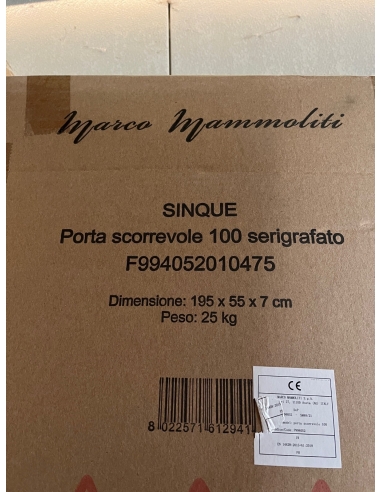 Marco Mammoliti
SINQUE
Porta scorrevole 100 serigrafato
F994052010475
Dimensione: 195 x 55 x 7 cm
Peso: 25 kg
8 022571 612941
CE